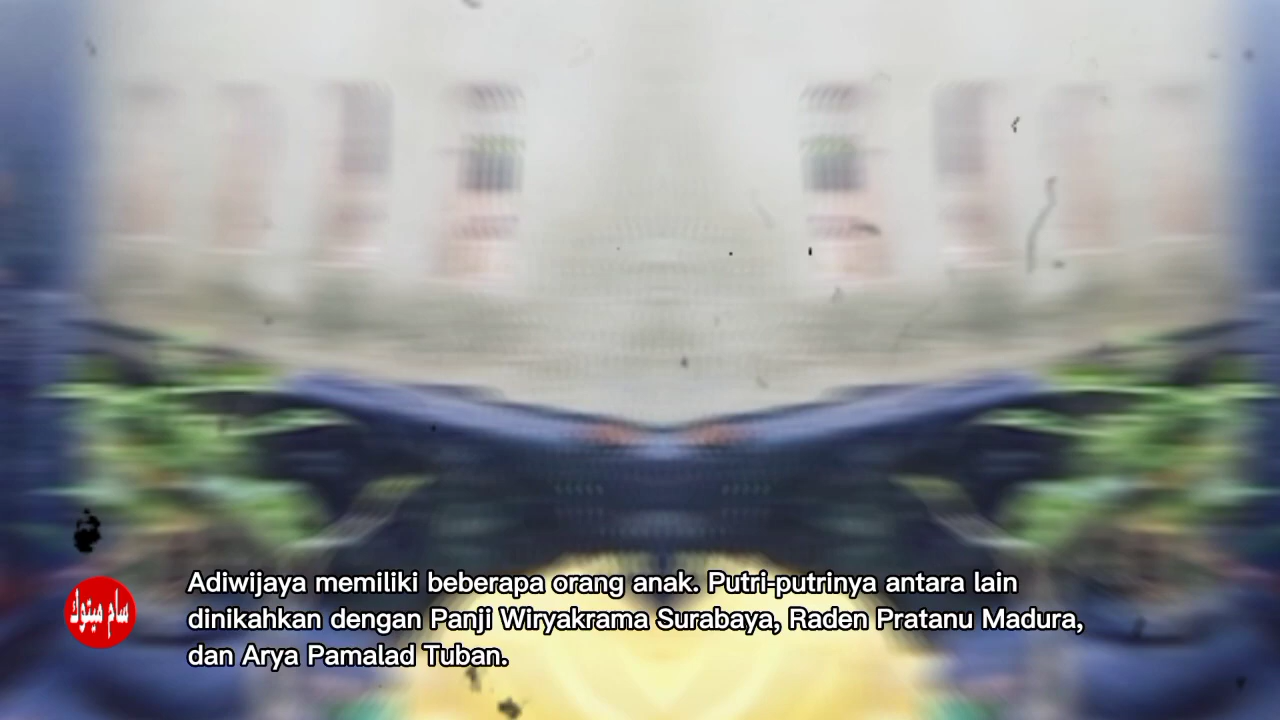 Adiwijaya memiliki beberapa orang anak. Putri-putrinya antara lain
dinikahkan dengan Panji Wiryakrama Surabaya, Raden Pratanu Madura,
dan Arya Pamalad Tuban.
سام ميتوك